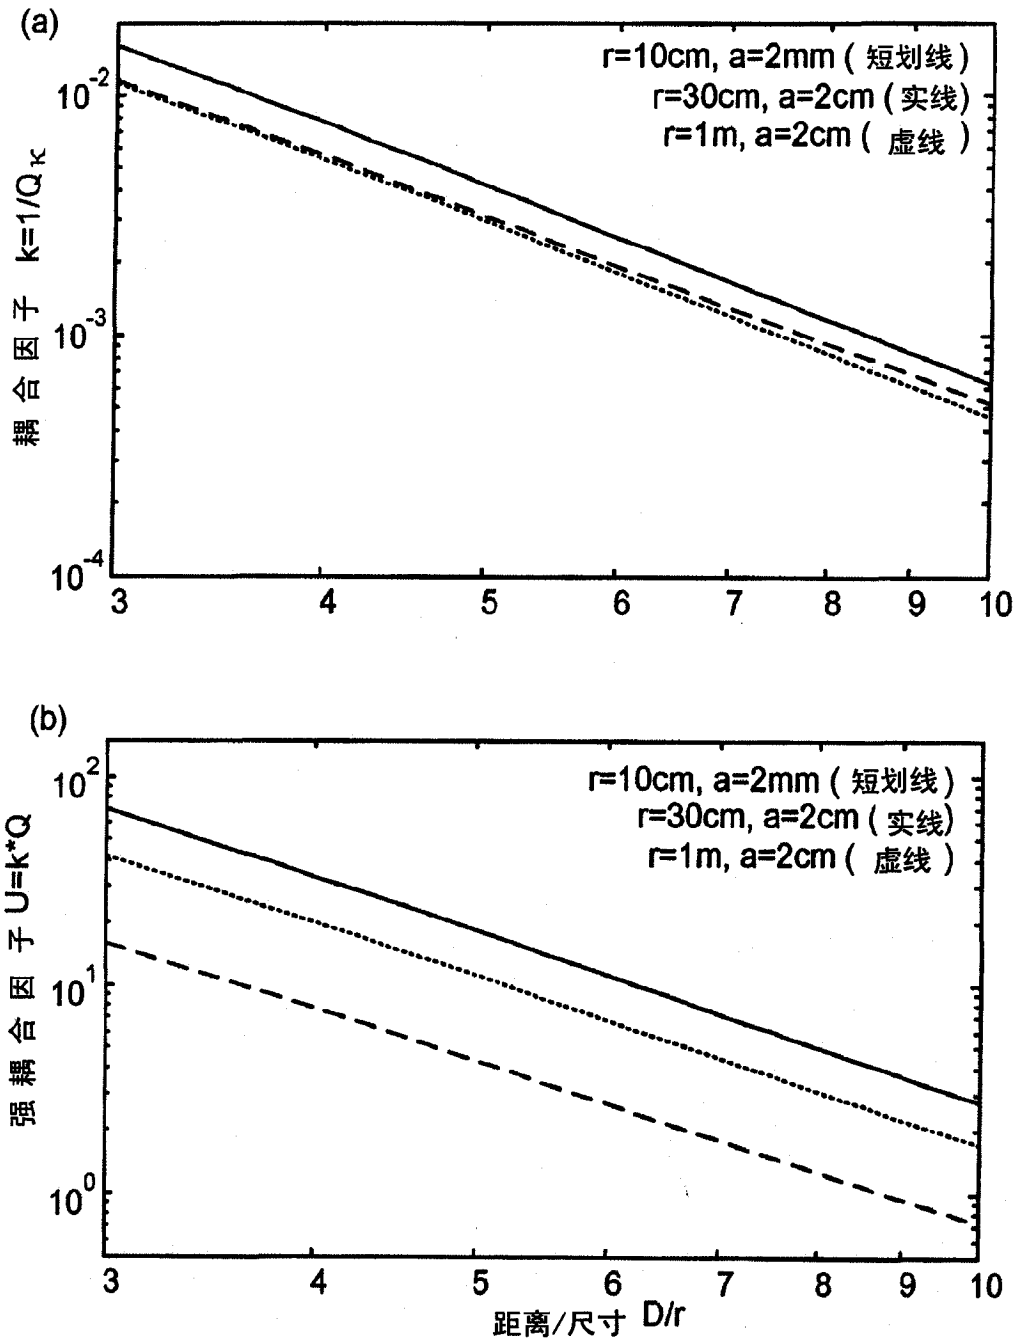 (a)
r=10cm, a=2mm ( 短划线 )
r=30cm, a=2cm ( 实线)
r=1m, a=2cm ( 虚线 )
耦合因子 k=1/Qκ
10-2
10-3
10-4
3 4 5 6 7 8 9 10
(b)
r=10cm, a=2mm ( 短划线 )
r=30cm, a=2cm ( 实线)
r=1m, a=2cm ( 虚线 )
强耦合因子 U=k*Q
102
101
100
3 4 5 6 7 8 9 10
距离/尺寸 D/r